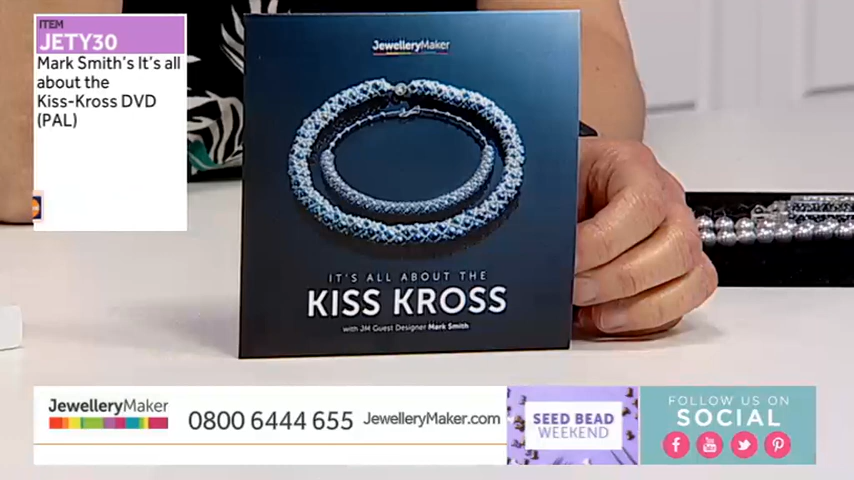 ITEM
JETY30
Mark Smith's It's all
about the
Kiss-Kross DVD
(PAL)
JewelleryMaker
IT'S ALL ABOUT THE
KISS KROSS
with JM Guest Designer Mark Smith
JewelleryMaker
0800 6444 655
JewelleryMaker.com
SEED BEAD
WEEKEND
FOLLOW US ON
SOCIAL